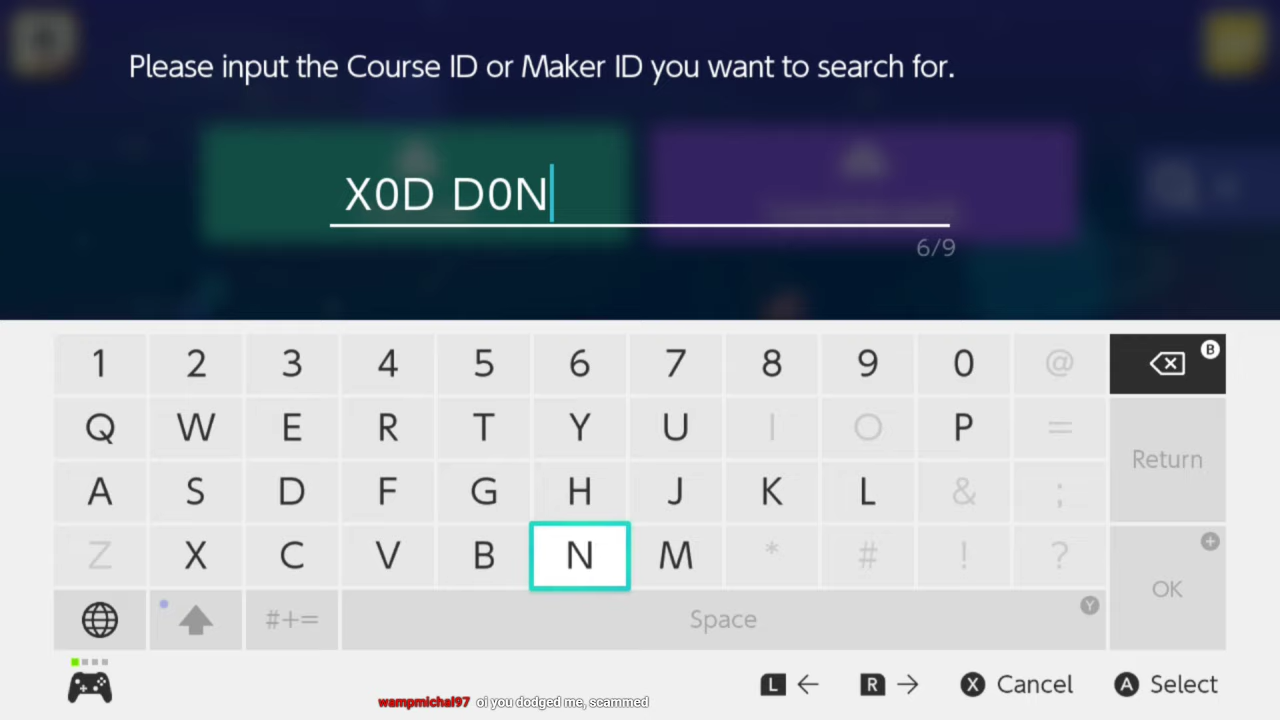 Please input the Course ID or Maker ID you want to search for.
X0D D0N
6/9
1 2 3 4 5 6 7 8 9 0 @ B
Q W E R T Y U I O P =
Return
A S D F G H J K L & ;
Z X C V B N M * # ! ?
OK
#+= Space Y
L ← R → X Cancel A Select
wampmichal97 oi you dodged me, scammed